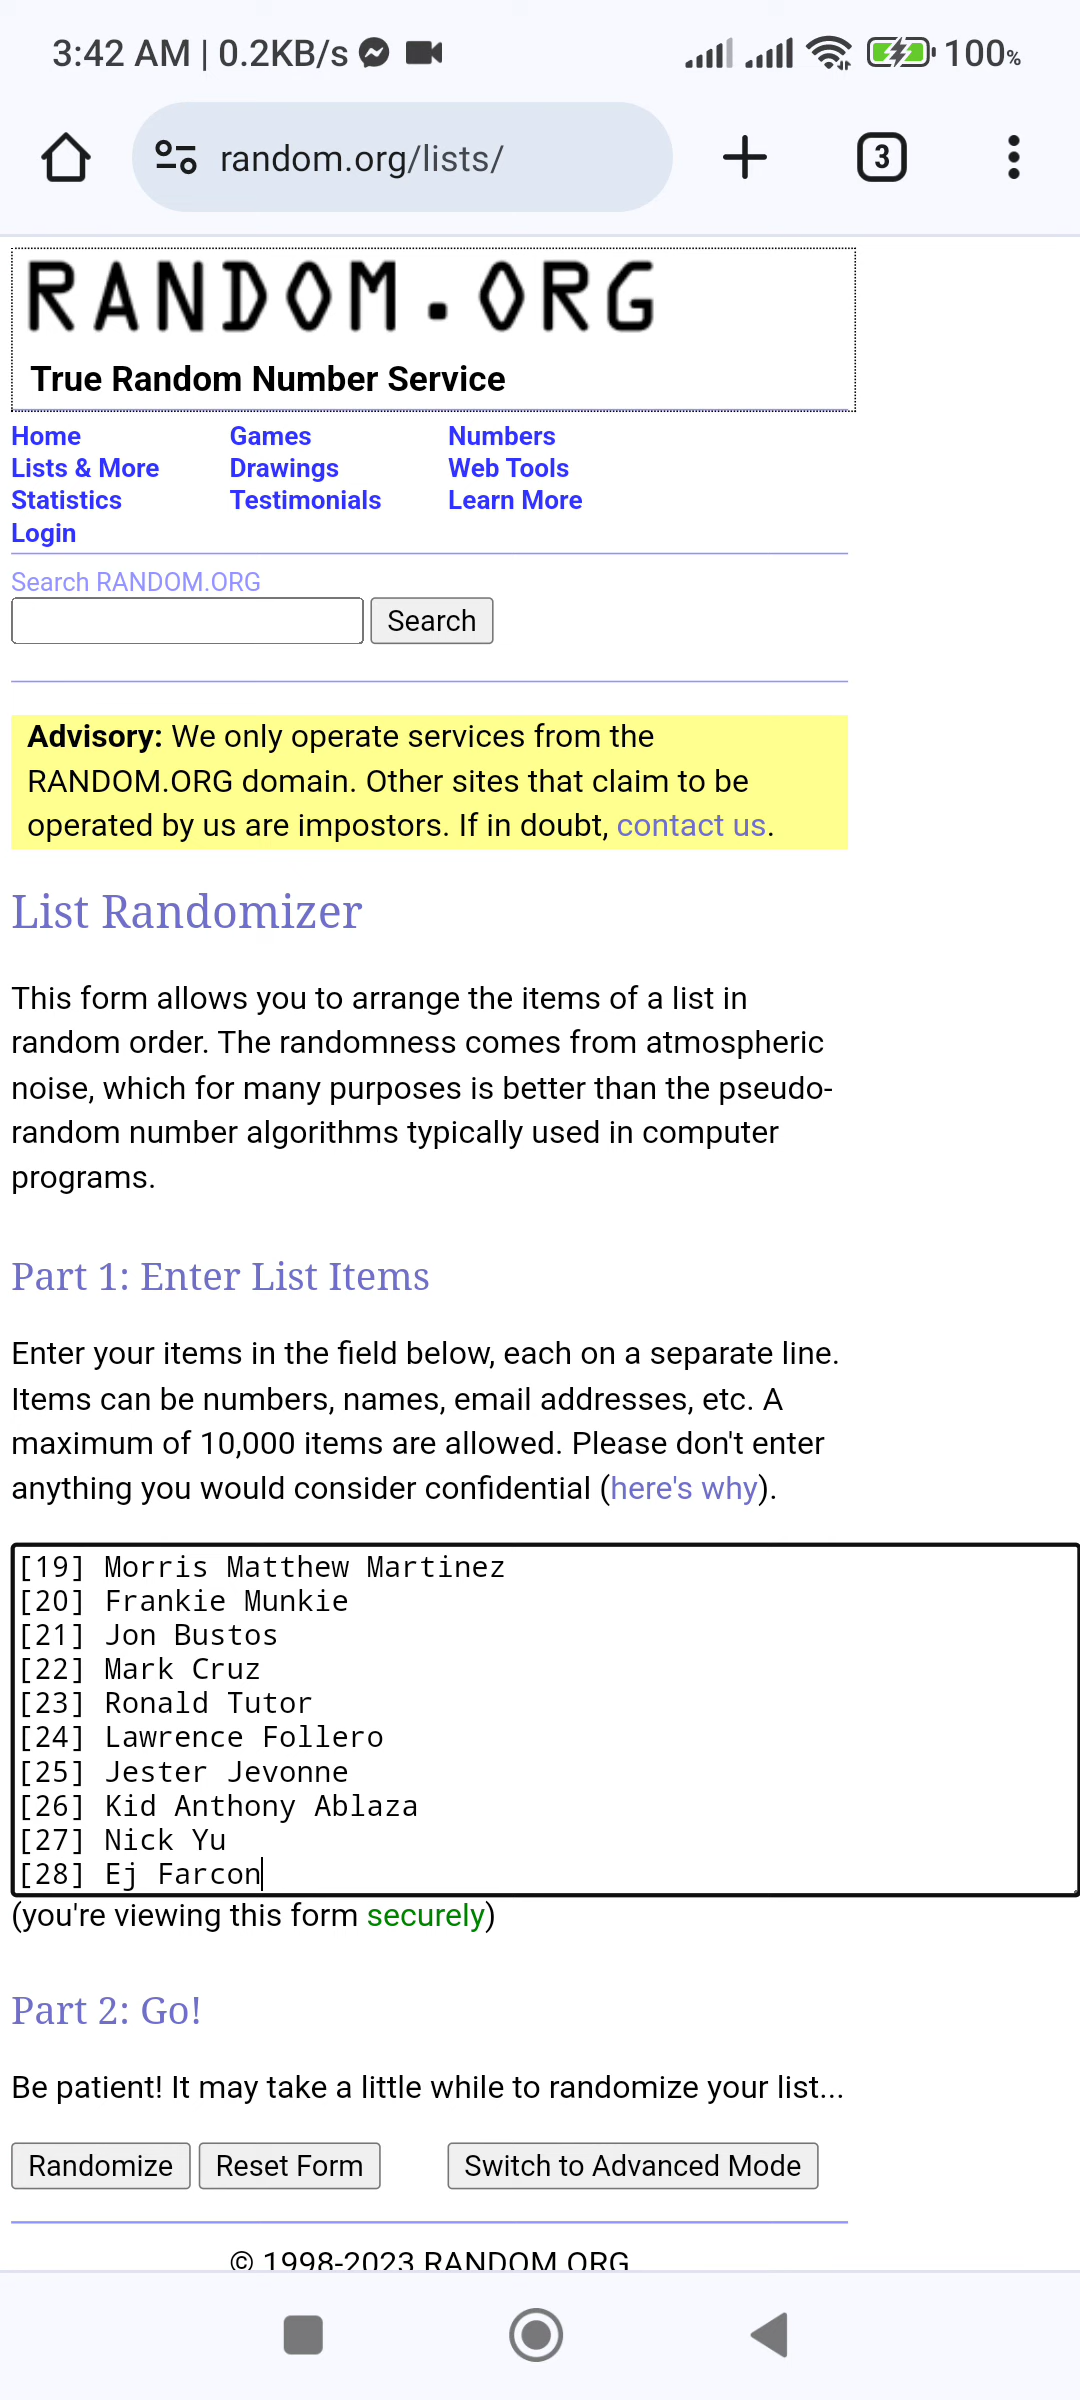 3:42 AM | 0.2KB/s 100%
random.org/lists/ 3
RANDOM.ORG
True Random Number Service
Home Games Numbers
Lists & More Drawings Web Tools
Statistics Testimonials Learn More
Login
Search RANDOM.ORG
Search
Advisory: We only operate services from the
RANDOM.ORG domain. Other sites that claim to be
operated by us are impostors. If in doubt, contact us.
List Randomizer
This form allows you to arrange the items of a list in
random order. The randomness comes from atmospheric
noise, which for many purposes is better than the pseudo-
random number algorithms typically used in computer
programs.
Part 1: Enter List Items
Enter your items in the field below, each on a separate line.
Items can be numbers, names, email addresses, etc. A
maximum of 10,000 items are allowed. Please don't enter
anything you would consider confidential (here's why).
[19] Morris Matthew Martinez
[20] Frankie Munkie
[21] Jon Bustos
[22] Mark Cruz
[23] Ronald Tutor
[24] Lawrence Follero
[25] Jester Jevonne
[26] Kid Anthony Ablaza
[27] Nick Yu
[28] Ej Farcon
(you're viewing this form securely)
Part 2: Go!
Be patient! It may take a little while to randomize your list...
Randomize Reset Form Switch to Advanced Mode
© 1998-2023 RANDOM.ORG